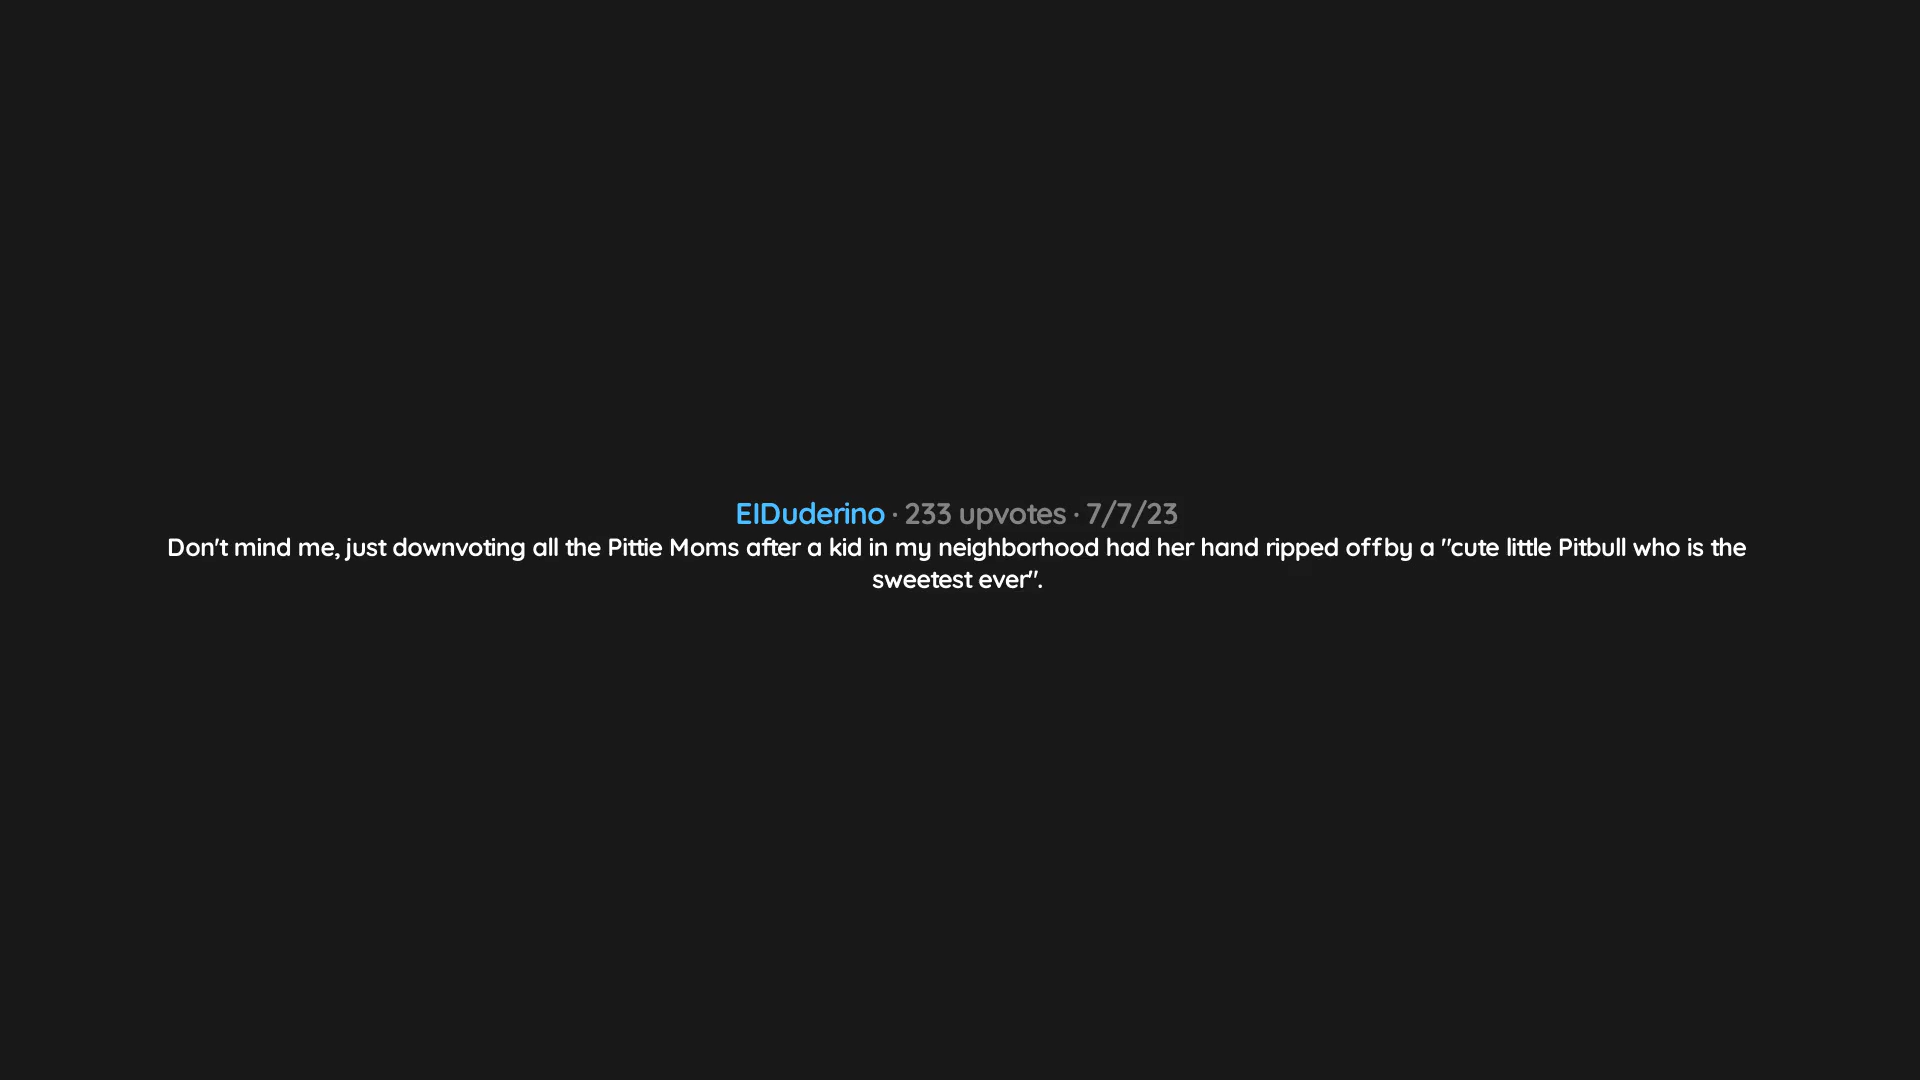 ElDuderino · 233 upvotes · 7/7/23
Don't mind me, just downvoting all the Pittie Moms after a kid in my neighborhood had her hand ripped off by a "cute little Pitbull who is the
sweetest ever".